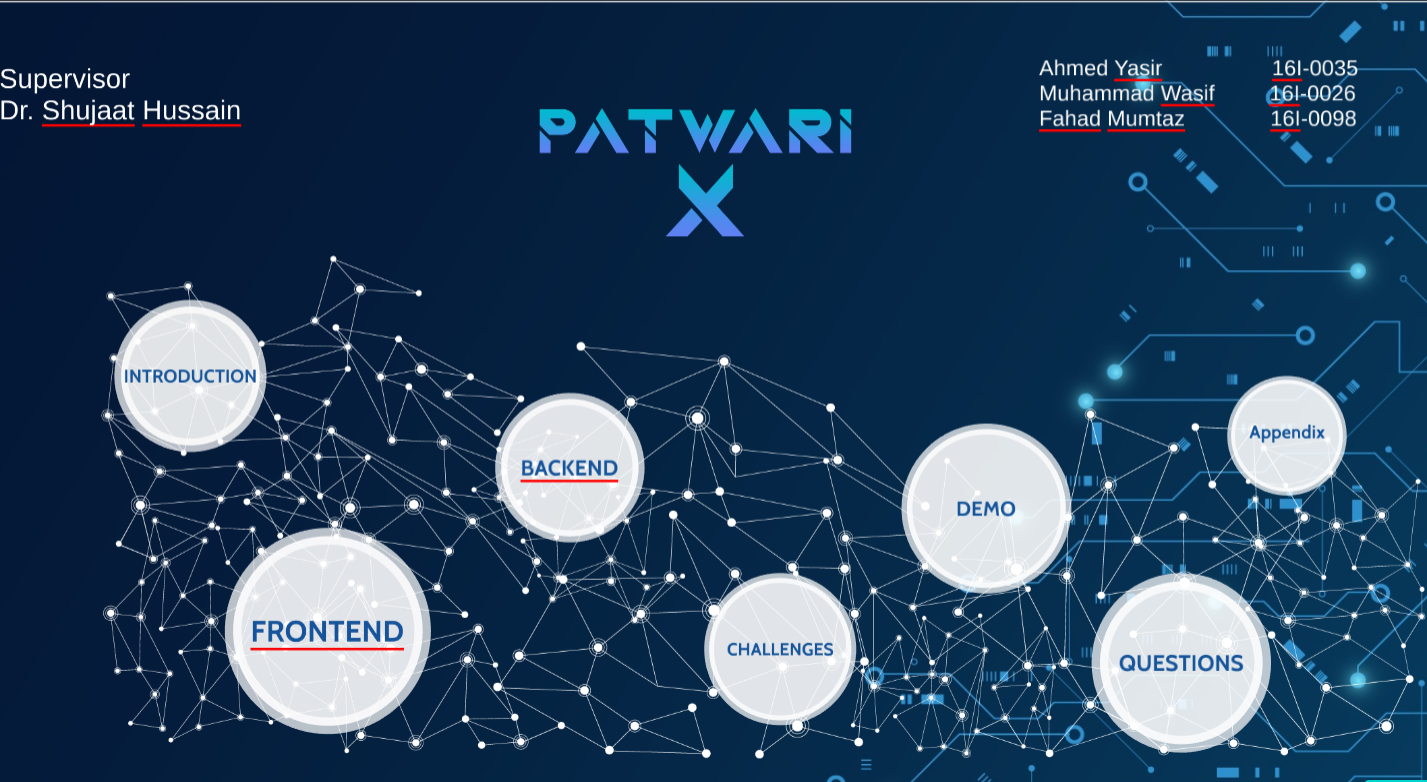 Supervisor
Dr. Shujaat Hussain
Ahmed Yasir 16I-0035
Muhammad Wasif 16I-0026
Fahad Mumtaz 16I-0098
PATWARI
X
INTRODUCTION
BACKEND
FRONTEND
CHALLENGES
DEMO
Appendix
QUESTIONS